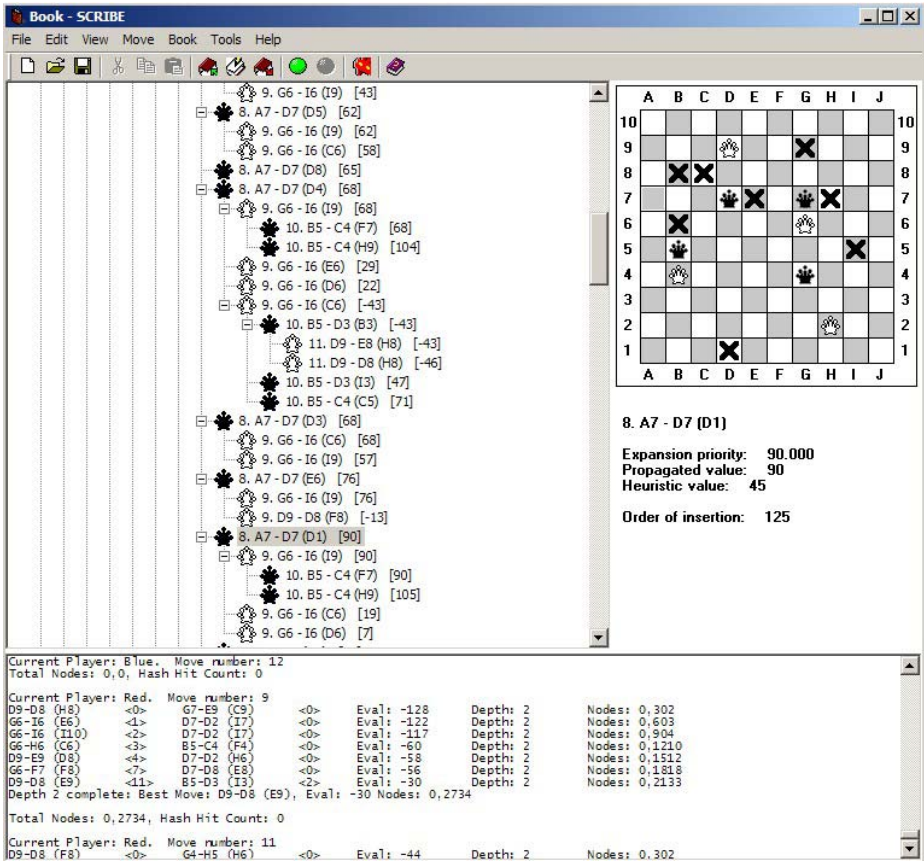 Book - SCRIBE
File Edit View Move Book Tools Help
9. G6 - I6 (I9) [43]
8. A7 - D7 (D5) [62]
9. G6 - I6 (I9) [62]
9. G6 - I6 (C6) [58]
8. A7 - D7 (D8) [65]
8. A7 - D7 (D4) [68]
9. G6 - I6 (I9) [68]
10. B5 - C4 (F7) [68]
10. B5 - C4 (H9) [104]
9. G6 - I6 (E6) [29]
9. G6 - I6 (D6) [22]
9. G6 - I6 (C6) [-43]
10. B5 - D3 (B3) [-43]
11. D9 - E8 (H8) [-43]
11. D9 - D8 (H8) [-46]
10. B5 - D3 (I3) [47]
10. B5 - C4 (C5) [71]
8. A7 - D7 (D3) [68]
9. G6 - I6 (C6) [68]
9. G6 - I6 (I9) [57]
8. A7 - D7 (E6) [76]
9. G6 - I6 (I9) [76]
9. D9 - D8 (F8) [-13]
8. A7 - D7 (D1) [90]
9. G6 - I6 (I9) [90]
10. B5 - C4 (F7) [90]
10. B5 - C4 (H9) [105]
9. G6 - I6 (C6) [19]
9. G6 - I6 (D6) [7]
A B C D E F G H I J
10 10
9 9
8 8
7 7
6 6
5 5
4 4
3 3
2 2
1 1
A B C D E F G H I J
8. A7 - D7 (D1)
Expansion priority: 90.000
Propagated value: 90
Heuristic value: 45
Order of insertion: 125
Current Player: Blue. Move number: 12
Total Nodes: 0,0, Hash Hit Count: 0
Current Player: Red. Move number: 9
D9-D8 (H8) <0> G7-E9 (C9) <0> Eval: -128 Depth: 2 Nodes: 0,302
G6-I6 (E6) <1> D7-D2 (I7) <0> Eval: -122 Depth: 2 Nodes: 0,603
G6-I6 (I10) <2> D7-D2 (I7) <0> Eval: -117 Depth: 2 Nodes: 0,904
G6-H6 (C6) <3> B5-C4 (F4) <0> Eval: -60 Depth: 2 Nodes: 0,1210
D9-E9 (D8) <4> D7-D2 (H6) <0> Eval: -58 Depth: 2 Nodes: 0,1512
G6-F7 (F8) <7> D7-D8 (E8) <0> Eval: -56 Depth: 2 Nodes: 0,1818
D9-D8 (E9) <11> B5-D3 (I3) <2> Eval: -30 Depth: 2 Nodes: 0,2133
Depth 2 complete: Best Move: D9-D8 (E9), Eval: -30 Nodes: 0,2734
Total Nodes: 0,2734, Hash Hit Count: 0
Current Player: Red. Move number: 11
D9-D8 (F8) <0> G4-H5 (H6) <0> Eval: -44 Depth: 2 Nodes: 0,302